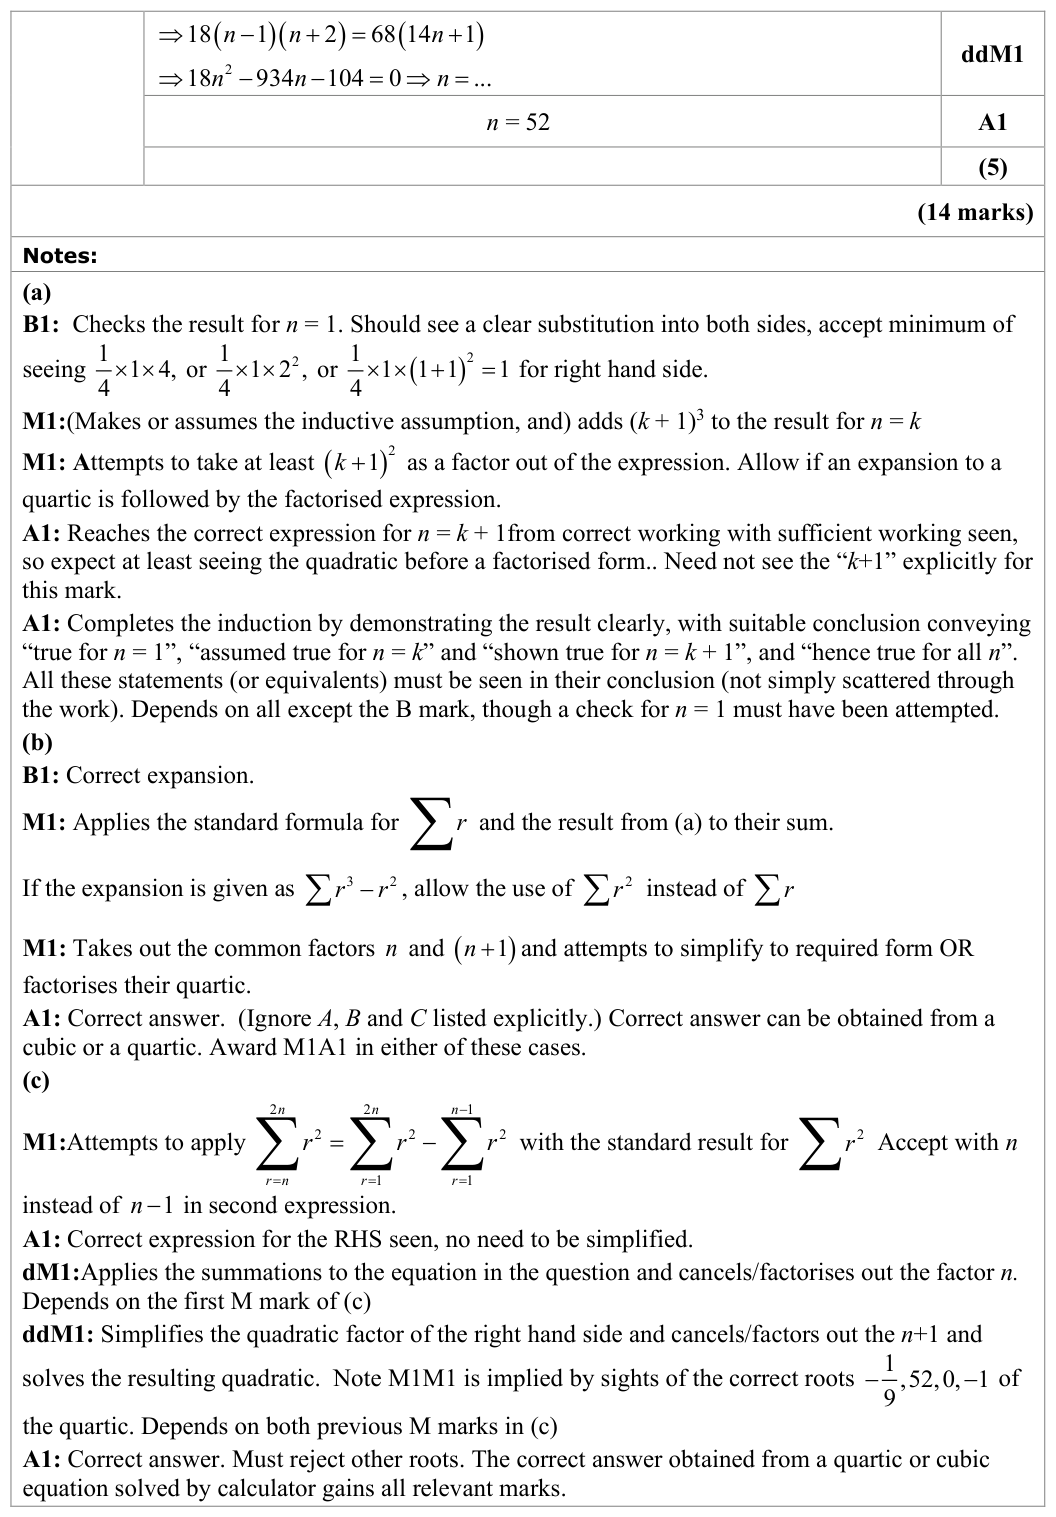 ⇒18(n−1)(n+2)=68(14n+1)
⇒18n²−934n−104=0⇒n=...
ddM1
n = 52
A1
(5)
(14 marks)
Notes:
(a)
B1: Checks the result for n = 1. Should see a clear substitution into both sides, accept minimum of
seeing 1/4×1×4, or 1/4×1×2², or 1/4×1×(1+1)²=1 for right hand side.
M1:(Makes or assumes the inductive assumption, and) adds (k + 1)³ to the result for n = k
M1: Attempts to take at least (k+1)² as a factor out of the expression. Allow if an expansion to a
quartic is followed by the factorised expression.
A1: Reaches the correct expression for n = k + 1from correct working with sufficient working seen,
so expect at least seeing the quadratic before a factorised form.. Need not see the “k+1” explicitly for
this mark.
A1: Completes the induction by demonstrating the result clearly, with suitable conclusion conveying
“true for n = 1”, “assumed true for n = k” and “shown true for n = k + 1”, and “hence true for all n”.
All these statements (or equivalents) must be seen in their conclusion (not simply scattered through
the work). Depends on all except the B mark, though a check for n = 1 must have been attempted.
(b)
B1: Correct expansion.
M1: Applies the standard formula for ∑r and the result from (a) to their sum.
If the expansion is given as ∑r³−r², allow the use of ∑r² instead of ∑r
M1: Takes out the common factors n and (n+1) and attempts to simplify to required form OR
factorises their quartic.
A1: Correct answer. (Ignore A, B and C listed explicitly.) Correct answer can be obtained from a
cubic or a quartic. Award M1A1 in either of these cases.
(c)
M1:Attempts to apply ∑_{r=n}^{2n} r² = ∑_{r=1}^{2n} r² − ∑_{r=1}^{n−1} r² with the standard result for ∑r² Accept with n
instead of n−1 in second expression.
A1: Correct expression for the RHS seen, no need to be simplified.
dM1:Applies the summations to the equation in the question and cancels/factorises out the factor n.
Depends on the first M mark of (c)
ddM1: Simplifies the quadratic factor of the right hand side and cancels/factors out the n+1 and
solves the resulting quadratic. Note M1M1 is implied by sights of the correct roots −1/9,52,0,−1 of
the quartic. Depends on both previous M marks in (c)
A1: Correct answer. Must reject other roots. The correct answer obtained from a quartic or cubic
equation solved by calculator gains all relevant marks.